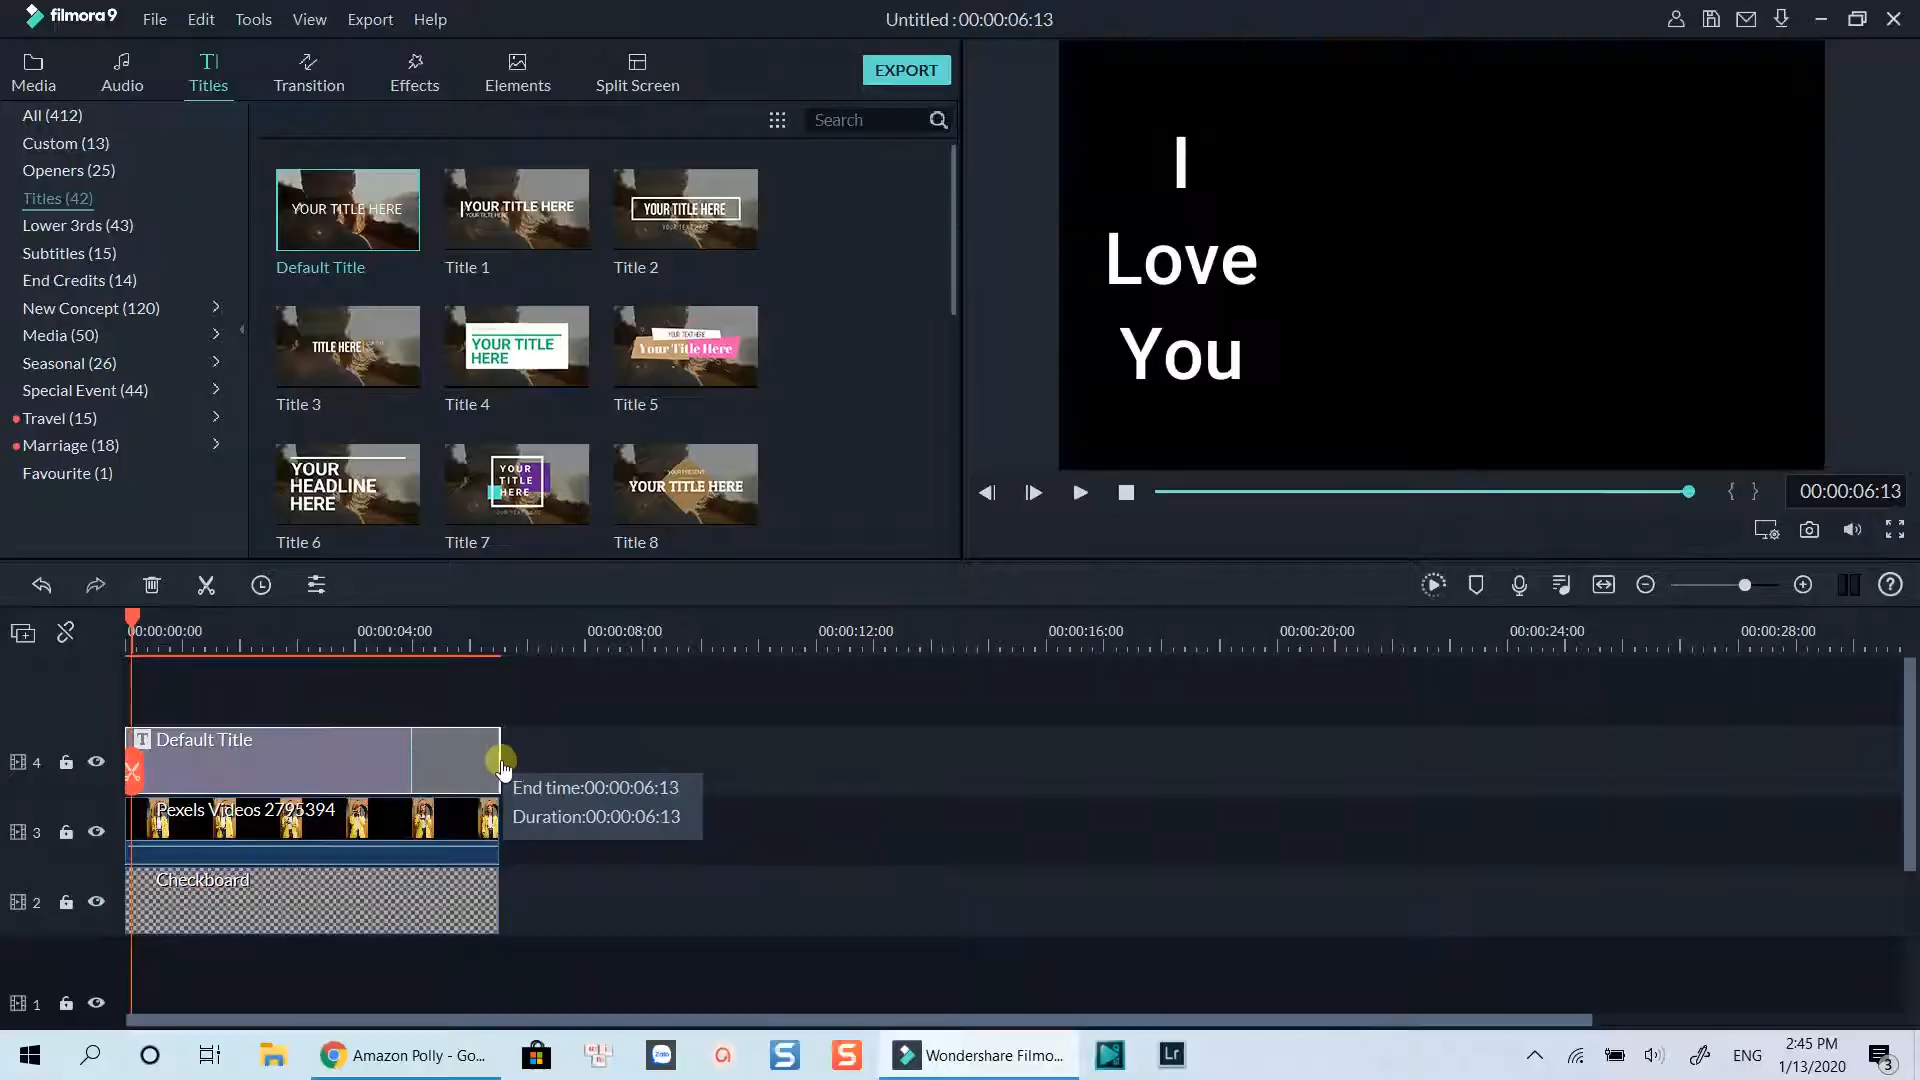 filmora9
File Edit Tools View Export Help
Untitled : 00:00:06:13
Media
Audio
Titles
Transition
Effects
Elements
Split Screen
EXPORT
All (412)
Custom (13)
Openers (25)
Titles (42)
Lower 3rds (43)
Subtitles (15)
End Credits (14)
New Concept (120)
Media (50)
Seasonal (26)
Special Event (44)
Travel (15)
Marriage (18)
Favourite (1)
Search
YOUR TITLE HERE
Default Title
YOUR TITLE HERE
Title 1
YOUR TITLE HERE
Title 2
TITLE HERE
Title 3
YOUR TITLE
HERE
Title 4
YOUR TEXT HERE
Your Title Here
Title 5
YOUR
HEADLINE
HERE
Title 6
YOUR
TITLE
HERE
Title 7
YOUR TITLE HERE
Title 8
I
Love
You
{ }
00:00:06:13
00:00:00:00
00:00:04:00
00:00:08:00
00:00:12:00
00:00:16:00
00:00:20:00
00:00:24:00
00:00:28:00
4
T Default Title
End time:00:00:06:13
Duration:00:00:06:13
3
Pexels Videos 2795394
2
Checkboard
1
Amazon Polly - Go...
Zalo
S
S
Wondershare Filmo...
Lr
ENG
2:45 PM
1/13/2020
3